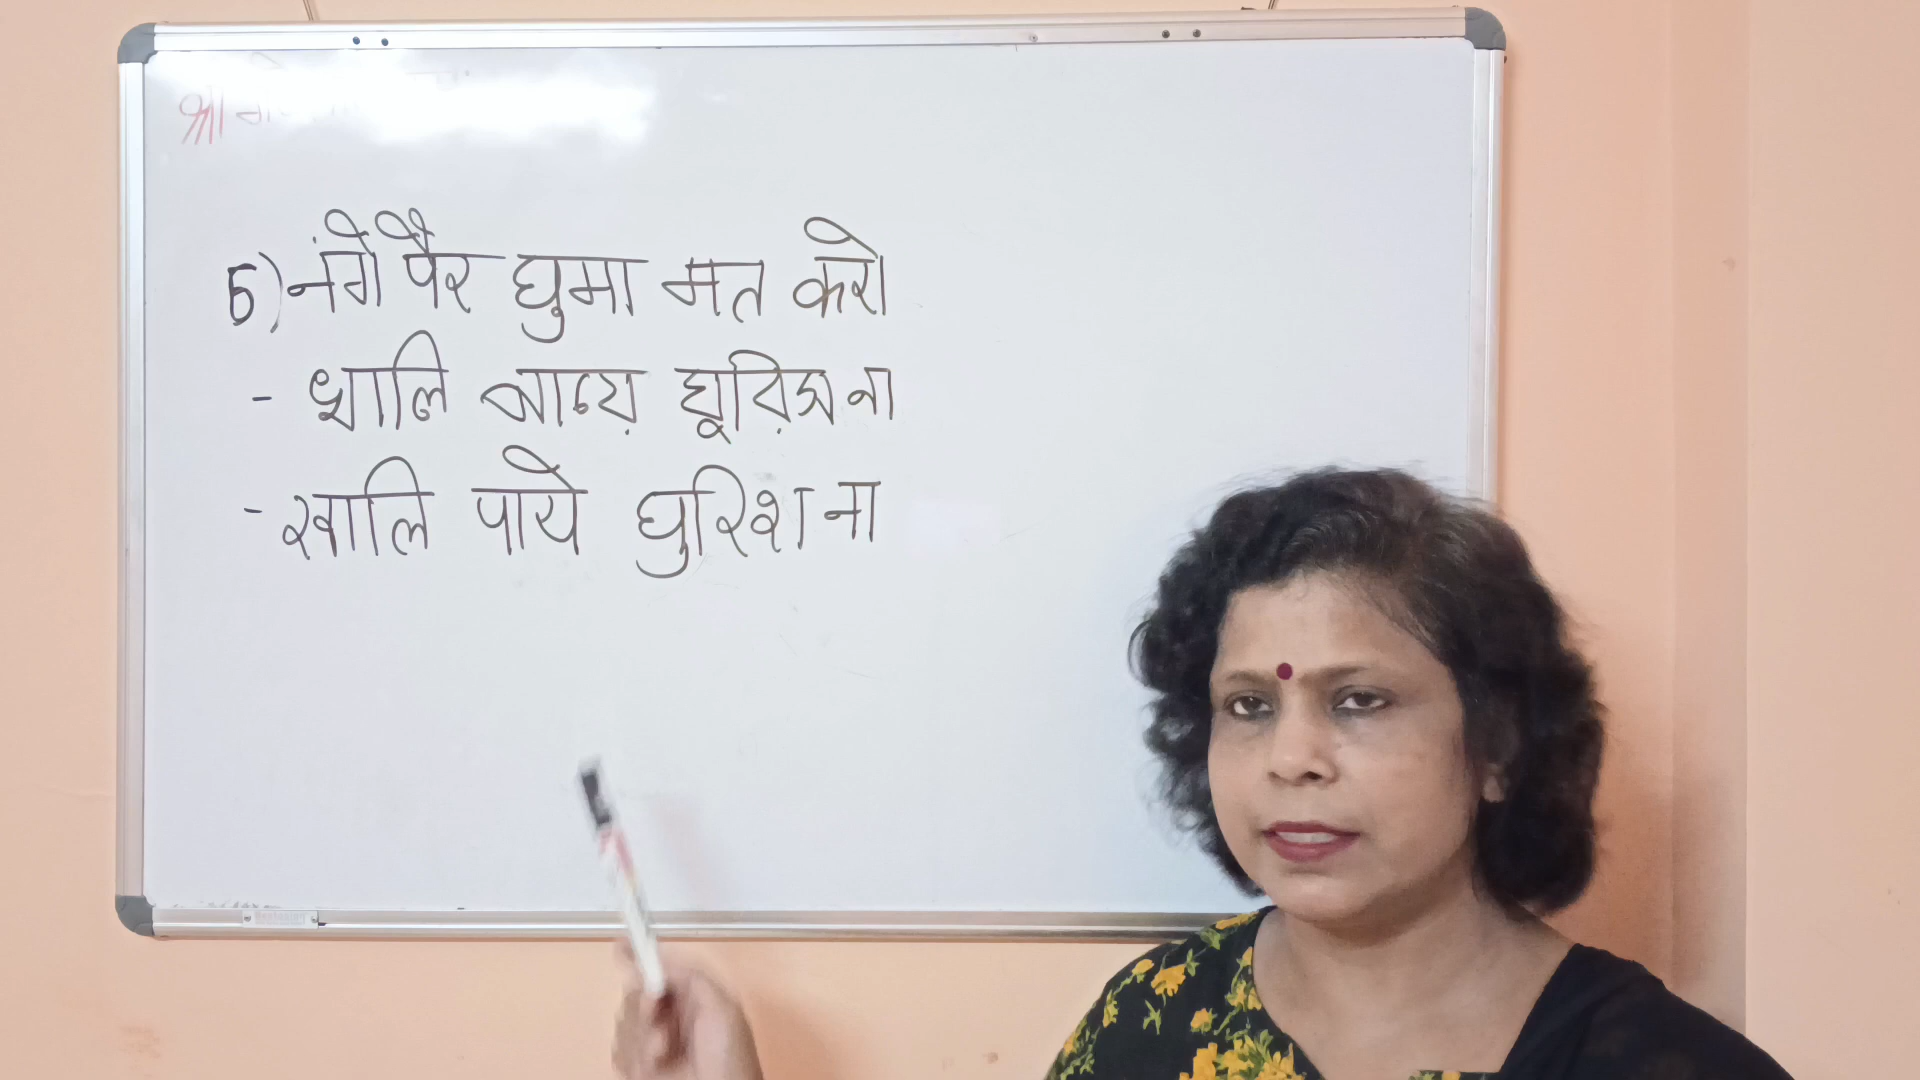 श्री
5) नंगे पैर घुमा मत करो
- খালি পায়ে ঘুরিস না
- खालि पाये घुरिश ना